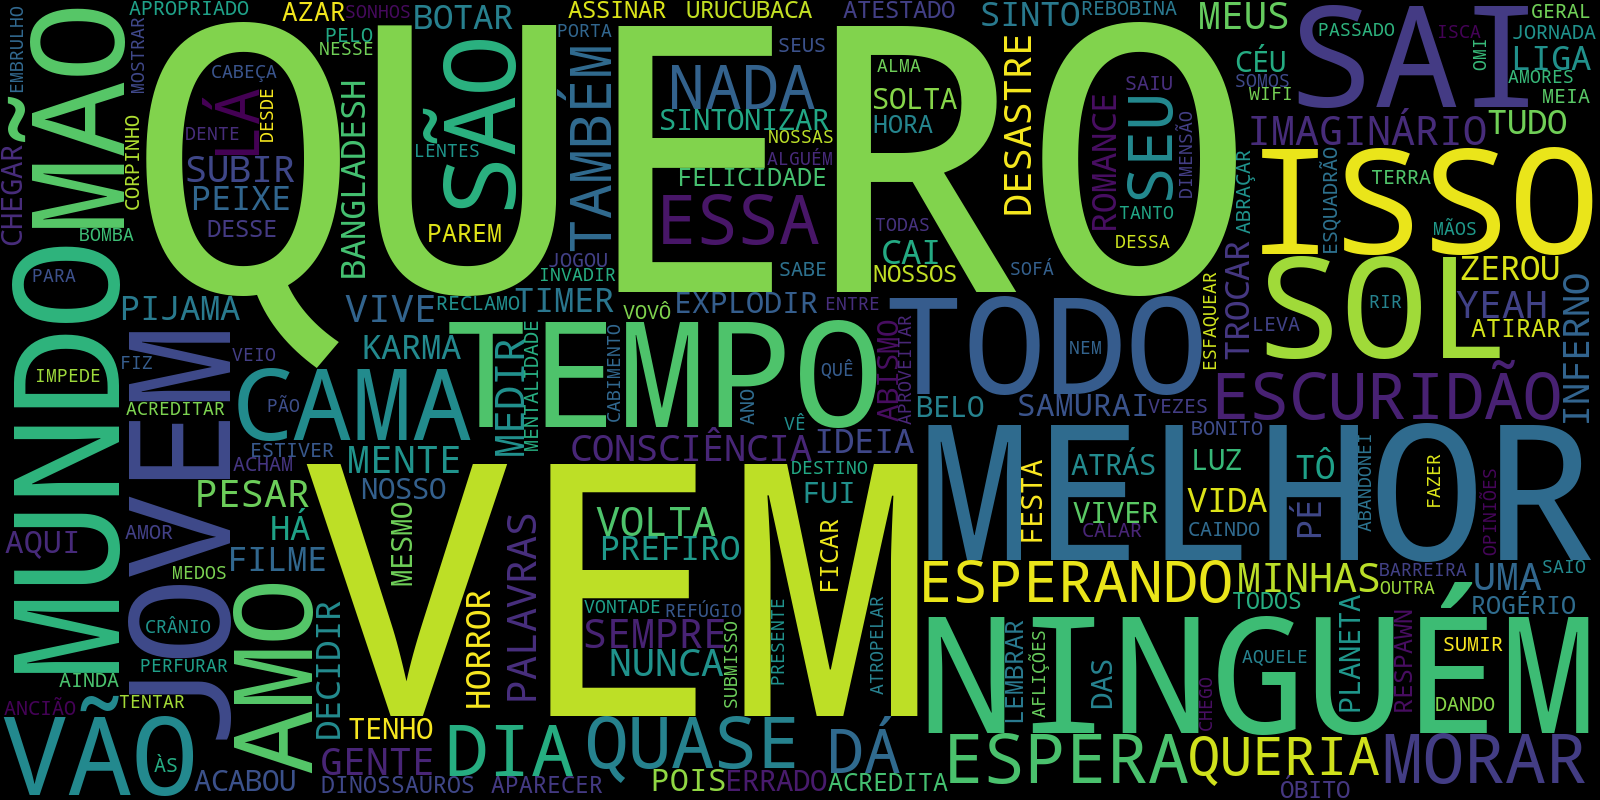 QUERO
VEM
MELHOR
TEMPO
TODO
NINGUÉM
MUNDO
JOVEM
ISSO
SOL
SAI
MÃO
SÃO
CAMA
VÃO
AMO
DIA
QUASE
DÁ
ESPERA
QUERIA
MORAR
ESPERANDO
MINHAS
UMA
ESCURIDÃO
IMAGINÁRIO
TUDO
ESSA
NADA
TAMBÉM
SEU
LÁ
SINTONIZAR
FELICIDADE
DESASTRE
ROMANCE
SUBIR
PEIXE
DESSE
CABEÇA
DENTE
DESDE
BANGLADESH
LENTES
PAREM
APROPRIADO
AZAR
SONHOS
PELO
NESSE
BOTAR
ASSINAR
URUCUBACA
ATESTADO
SINTO
REBOBINA
MEUS
PASSADO
ISCA
GERAL
JORNADA
OMI
LIGA
AMORES
MEIA
CÉU
SOMOS
WIFI
EMBRULHO
MOSTRAR
CHEGAR
CORPINHO
BOMBA
PARA
PORTA
SEUS
ALMA
SOLTA
HORA
NOSSAS
ALGUÉM
TODAS
CAI
NOSSOS
SABE
SOFÁ
JOGOU
INVADIR
SAIU
DIMENSÃO
TANTO
DESSA
ABRAÇAR
ESQUADRÃO
TERRA
MÃOS
ZEROU
YEAH
ATIRAR
RIR
LEVA
TROCAR
ESFAQUEAR
INFERNO
PIJAMA
VIVE
RECLAMO
TIMER
VOVÔ
EXPLODIR
ENTRE
FIZ
VEIO
KARMA
IMPEDE
ACREDITAR
PÃO
MEDIR
MENTALIDADE
CABIMENTO
ANO
QUÊ
VÊ
ABISMO
APROVEITAR
NEM
BELO
SAMURAI
VEZES
BONITO
ESTIVER
ACHAM
MENTE
CONSCIÊNCIA
IDEIA
DESTINO
FUI
NOSSO
PESAR
HÁ
FILME
AMOR
MEDOS
CRÂNIO
PERFURAR
AINDA
TENTAR
ANCIÃO
AQUI
MESMO
HORROR
PALAVRAS
VOLTA
PREFIRO
FICAR
VONTADE
REFÚGIO
SEMPRE
NUNCA
SUBMISSO
PRESENTE
ATROPELAR
FESTA
ATRÁS
LUZ
TÔ
VIVER
CALAR
VIDA
CAINDO
PÉ
ABANDONEI
FAZER
OPINIÕES
BARREIRA
OUTRA
SAIO
TODOS
ROGÉRIO
LEMBRAR
AFLIÇÕES
DAS
CHEGO
AQUELE
PLANETA
RESPAWN
SUMIR
DANDO
DECIDIR
TENHO
GENTE
DINOSSAUROS
APARECER
POIS
ERRADO
ACREDITA
ACABOU
ÀS
ÓBITO